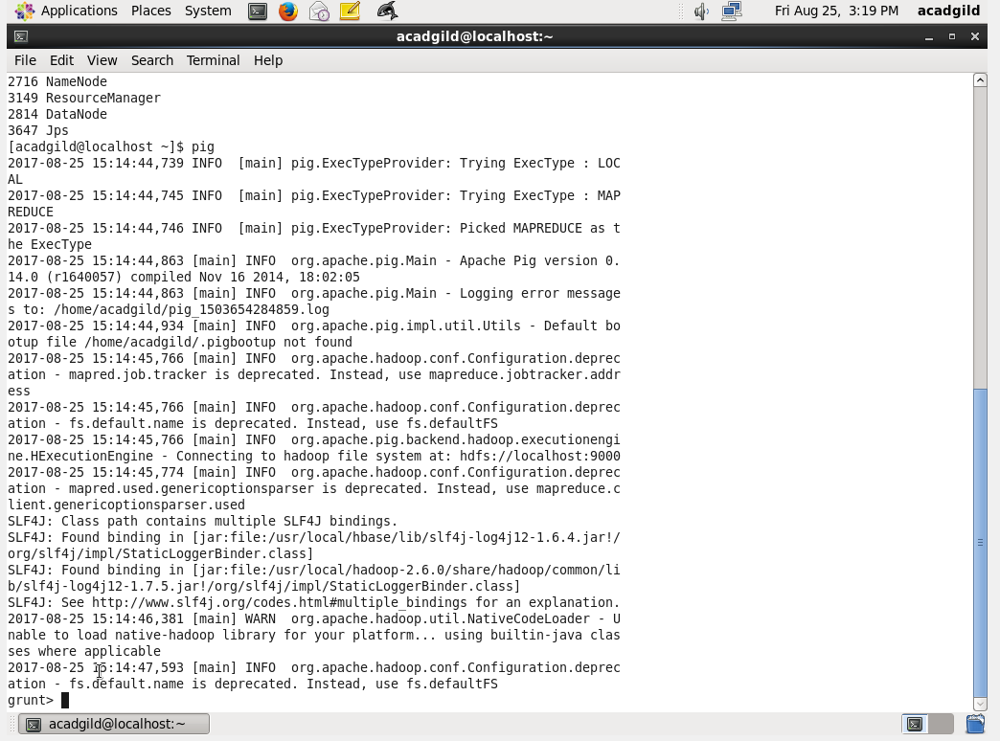 Applications Places System Fri Aug 25, 3:19 PM acadgild
acadgild@localhost:~
File Edit View Search Terminal Help
2716 NameNode
3149 ResourceManager
2814 DataNode
3647 Jps
[acadgild@localhost ~]$ pig
2017-08-25 15:14:44,739 INFO  [main] pig.ExecTypeProvider: Trying ExecType : LOC
AL
2017-08-25 15:14:44,745 INFO  [main] pig.ExecTypeProvider: Trying ExecType : MAP
REDUCE
2017-08-25 15:14:44,746 INFO  [main] pig.ExecTypeProvider: Picked MAPREDUCE as t
he ExecType
2017-08-25 15:14:44,863 [main] INFO  org.apache.pig.Main - Apache Pig version 0.
14.0 (r1640057) compiled Nov 16 2014, 18:02:05
2017-08-25 15:14:44,863 [main] INFO  org.apache.pig.Main - Logging error message
s to: /home/acadgild/pig_1503654284859.log
2017-08-25 15:14:44,934 [main] INFO  org.apache.pig.impl.util.Utils - Default bo
otup file /home/acadgild/.pigbootup not found
2017-08-25 15:14:45,766 [main] INFO  org.apache.hadoop.conf.Configuration.deprec
ation - mapred.job.tracker is deprecated. Instead, use mapreduce.jobtracker.addr
ess
2017-08-25 15:14:45,766 [main] INFO  org.apache.hadoop.conf.Configuration.deprec
ation - fs.default.name is deprecated. Instead, use fs.defaultFS
2017-08-25 15:14:45,766 [main] INFO  org.apache.pig.backend.hadoop.executionengi
ne.HExecutionEngine - Connecting to hadoop file system at: hdfs://localhost:9000
2017-08-25 15:14:45,774 [main] INFO  org.apache.hadoop.conf.Configuration.deprec
ation - mapred.used.genericoptionsparser is deprecated. Instead, use mapreduce.c
lient.genericoptionsparser.used
SLF4J: Class path contains multiple SLF4J bindings.
SLF4J: Found binding in [jar:file:/usr/local/hbase/lib/slf4j-log4j12-1.6.4.jar!/
org/slf4j/impl/StaticLoggerBinder.class]
SLF4J: Found binding in [jar:file:/usr/local/hadoop-2.6.0/share/hadoop/common/li
b/slf4j-log4j12-1.7.5.jar!/org/slf4j/impl/StaticLoggerBinder.class]
SLF4J: See http://www.slf4j.org/codes.html#multiple_bindings for an explanation.
2017-08-25 15:14:46,381 [main] WARN  org.apache.hadoop.util.NativeCodeLoader - U
nable to load native-hadoop library for your platform... using builtin-java clas
ses where applicable
2017-08-25 15:14:47,593 [main] INFO  org.apache.hadoop.conf.Configuration.deprec
ation - fs.default.name is deprecated. Instead, use fs.defaultFS
grunt>
acadgild@localhost:~